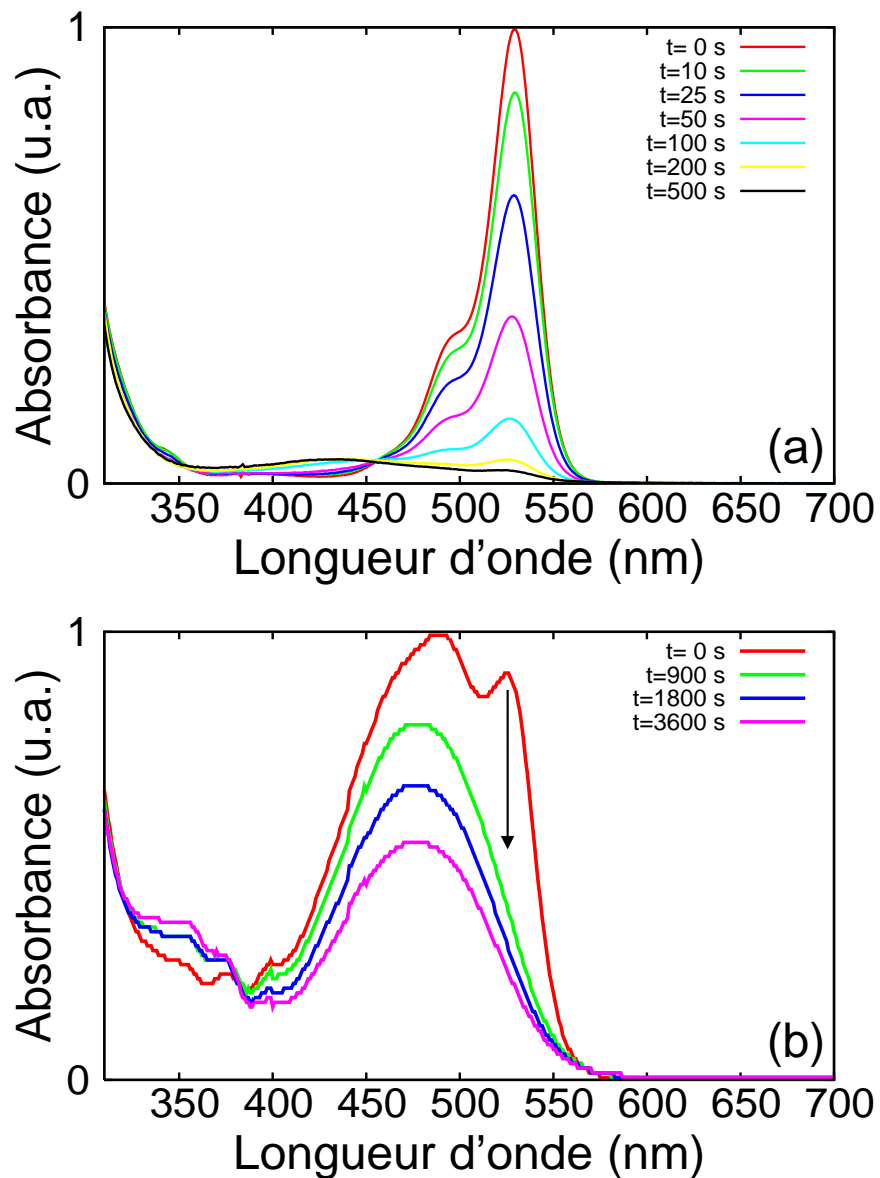 1
t= 0 s
t=10 s
t=25 s
t=50 s
t=100 s
t=200 s
t=500 s
Absorbance (u.a.)
(a)
0
350 400 450 500 550 600 650 700
Longueur d'onde (nm)
1
t= 0 s
t=900 s
t=1800 s
t=3600 s
Absorbance (u.a.)
(b)
0
350 400 450 500 550 600 650 700
Longueur d'onde (nm)